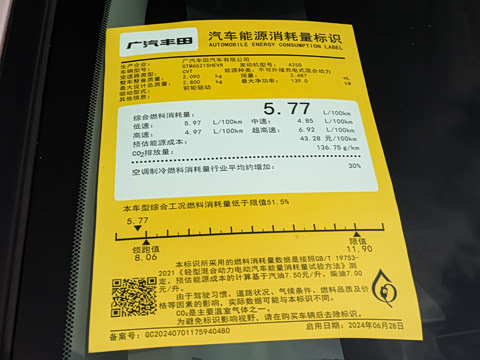 广汽丰田
汽车能源消耗量标识
AUTOMOBILE ENERGY CONSUMPTION LABEL
生产企业: 广汽丰田汽车有限公司
车辆型号: GTM6521SHEVM 发动机型号: A25D
变速器类型: CVT 能源种类: 不可外接充电式混合动力
整车整备质量: 2,090 kg 排量: 2,487 mL
最大设计总质量: 2,800 kg 最大净功率: 139.0 kW
驱动型式: 前轮驱动
其他信息:
综合燃料消耗量: 5.77 L/100km
低速: 5.97 L/100km 中速: 4.85 L/100km
高速: 4.97 L/100km 超高速: 6.92 L/100km
预估能源成本: 43.28 元/100km
CO2排放量: 136.75 g/km
空调制冷燃料消耗量行业平均约增加: 30%
本车型综合工况燃料消耗量低于限值51.5%
5.77
领跑值
8.06
限值
11.90
本标识所采用的燃料消耗量数据是按照GB/T 19753-
2021《轻型混合动力电动汽车能量消耗量试验方法》测
定。预估能源成本的计算基于汽油7.50元/升、柴油7.00
元/升。
由于驾驶习惯、道路状况、气候条件、燃料品质及价
格等因素的影响，实际数据可能与本标识不同。
CO2是主要温室气体之一。
为避免标识影响视野，请在购买车辆后去除标识。
备案号: GC20240701175940480 启用日期: 2024年06月28日